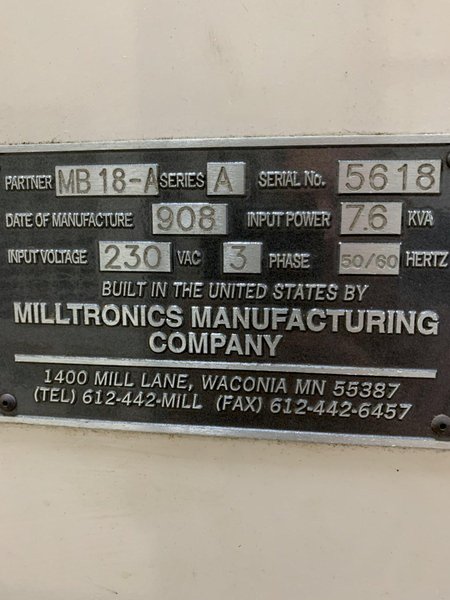 PARTNER MB 18-A SERIES A SERIAL No. 5618
DATE OF MANUFACTURE 908 INPUT POWER 7.6 KVA
INPUT VOLTAGE 230 VAC 3 PHASE 50/60 HERTZ
BUILT IN THE UNITED STATES BY
MILLTRONICS MANUFACTURING
COMPANY
1400 MILL LANE, WACONIA MN 55387
(TEL) 612-442-MILL (FAX) 612-442-6457